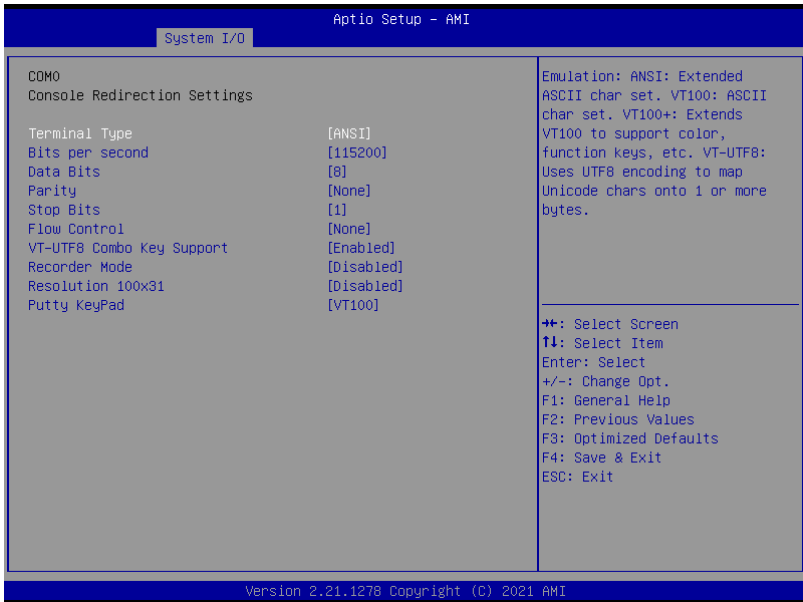 Aptio Setup – AMI
System I/O
COM0
Console Redirection Settings
Terminal Type [ANSI]
Bits per second [115200]
Data Bits [8]
Parity [None]
Stop Bits [1]
Flow Control [None]
VT-UTF8 Combo Key Support [Enabled]
Recorder Mode [Disabled]
Resolution 100x31 [Disabled]
Putty KeyPad [VT100]
Emulation: ANSI: Extended
ASCII char set. VT100: ASCII
char set. VT100+: Extends
VT100 to support color,
function keys, etc. VT-UTF8:
Uses UTF8 encoding to map
Unicode chars onto 1 or more
bytes.
→←: Select Screen
↑↓: Select Item
Enter: Select
+/-: Change Opt.
F1: General Help
F2: Previous Values
F3: Optimized Defaults
F4: Save & Exit
ESC: Exit
Version 2.21.1278 Copyright (C) 2021 AMI